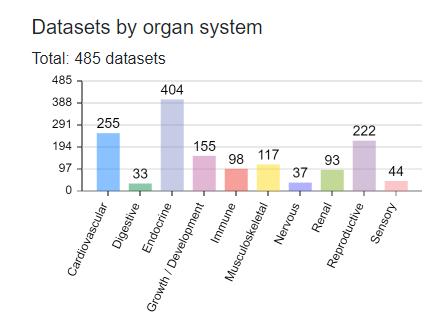 Datasets by organ system
Total: 485 datasets
485
388
291
194
97
0
255
33
404
155
98
117
37
93
222
44
Cardiovascular
Digestive
Endocrine
Growth / Development
Immune
Musculoskeletal
Nervous
Renal
Reproductive
Sensory